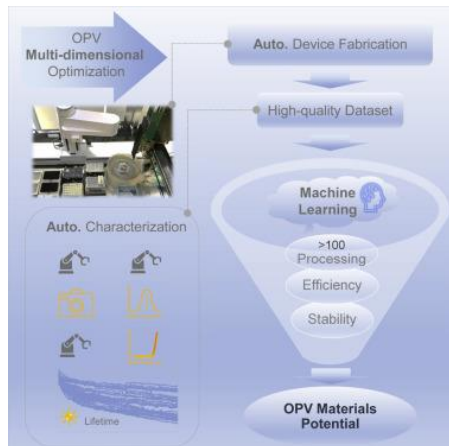 OPV
Multi-dimensional
Optimization
Auto. Device Fabrication
High-quality Dataset
Machine
Learning
Auto. Characterization
>100
Processing
Efficiency
Stability
Lifetime
OPV Materials
Potential